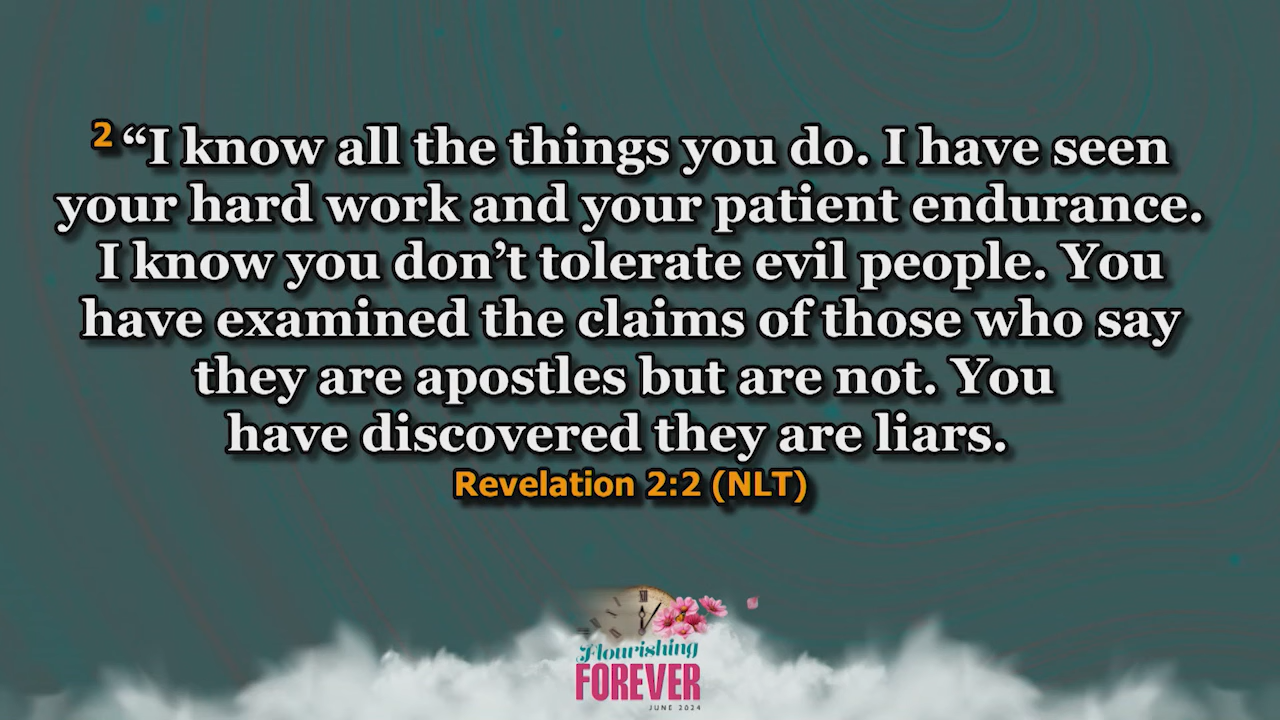 2 “I know all the things you do. I have seen
your hard work and your patient endurance.
I know you don’t tolerate evil people. You
have examined the claims of those who say
they are apostles but are not. You
have discovered they are liars.
Revelation 2:2 (NLT)
XII
Flourishing
FOREVER
JUNE 2024